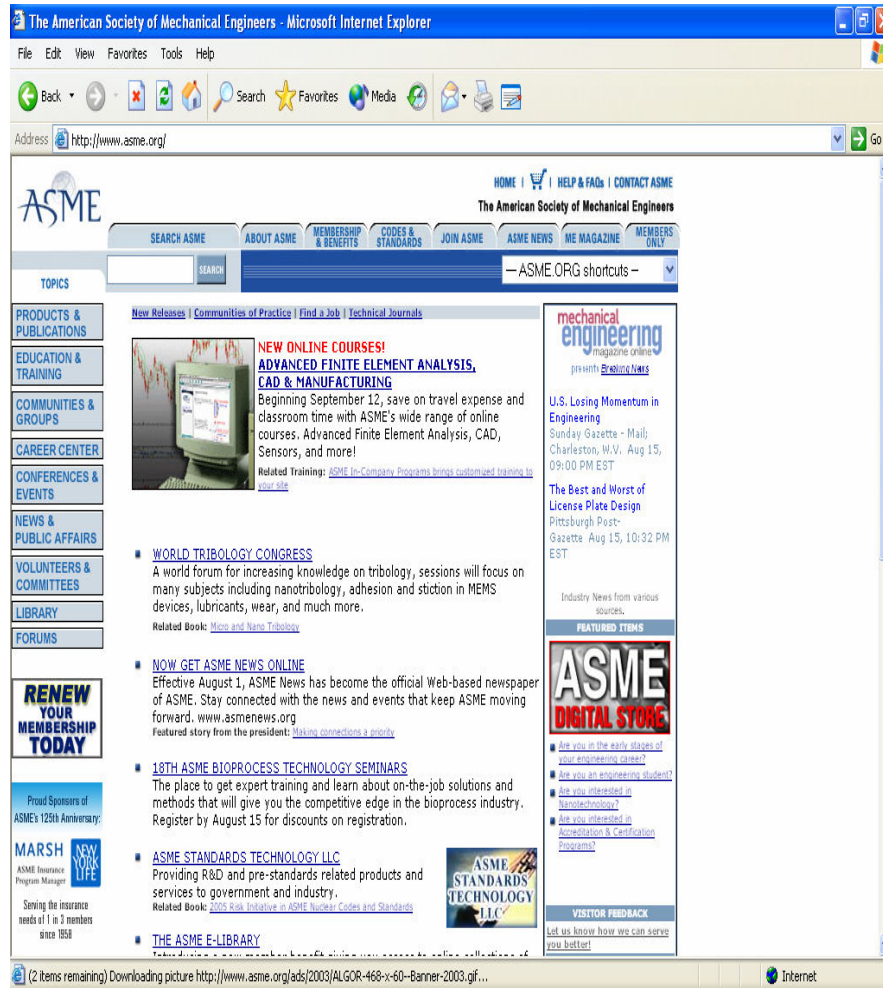 The American Society of Mechanical Engineers - Microsoft Internet Explorer
File Edit View Favorites Tools Help
Back Search Favorites Media
Address http://www.asme.org/ Go
ASME
HOME | | HELP & FAQs | CONTACT ASME
The American Society of Mechanical Engineers
SEARCH ASME ABOUT ASME MEMBERSHIP & BENEFITS CODES & STANDARDS JOIN ASME ASME NEWS ME MAGAZINE MEMBERS ONLY
SEARCH
— ASME.ORG shortcuts –
TOPICS
PRODUCTS &
PUBLICATIONS
EDUCATION &
TRAINING
COMMUNITIES &
GROUPS
CAREER CENTER
CONFERENCES &
EVENTS
NEWS &
PUBLIC AFFAIRS
VOLUNTEERS &
COMMITTEES
LIBRARY
FORUMS
RENEW
YOUR
MEMBERSHIP
TODAY
Proud Sponsors of
ASME's 125th Anniversary:
MARSH
ASME Insurance
Program Manager
NEW
YORK
LIFE
Serving the insurance
needs of 1 in 3 members
since 1958
New Releases | Communities of Practice | Find a Job | Technical Journals
NEW ONLINE COURSES!
ADVANCED FINITE ELEMENT ANALYSIS,
CAD & MANUFACTURING
Beginning September 12, save on travel expense and
classroom time with ASME's wide range of online
courses. Advanced Finite Element Analysis, CAD,
Sensors, and more!
Related Training: ASME In-Company Programs brings customized training to
your site
WORLD TRIBOLOGY CONGRESS
A world forum for increasing knowledge on tribology, sessions will focus on
many subjects including nanotribology, adhesion and stiction in MEMS
devices, lubricants, wear, and much more.
Related Book: Micro and Nano Tribology
NOW GET ASME NEWS ONLINE
Effective August 1, ASME News has become the official Web-based newspaper
of ASME. Stay connected with the news and events that keep ASME moving
forward. www.asmenews.org
Featured story from the president: Making connections a priority
18TH ASME BIOPROCESS TECHNOLOGY SEMINARS
The place to get expert training and learn about on-the-job solutions and
methods that will give you the competitive edge in the bioprocess industry.
Register by August 15 for discounts on registration.
ASME STANDARDS TECHNOLOGY LLC
Providing R&D and pre-standards related products and
services to government and industry.
Related Book: 2005 Risk Initiative in ASME Nuclear Codes and Standards
ASME
STANDARDS
TECHNOLOGY
LLC
THE ASME E-LIBRARY
Introducing a new member benefit giving you access to online collections of
mechanical
engineering
magazine online
presents Breaking News
U.S. Losing Momentum in
Engineering
Sunday Gazette - Mail;
Charleston, W.V. Aug 15,
09:00 PM EST
The Best and Worst of
License Plate Design
Pittsburgh Post-
Gazette Aug 15, 10:32 PM
EST
Industry News from various
sources.
FEATURED ITEMS
ASME
DIGITAL STORE
Are you in the early stages of
your engineering career?
Are you an engineering student?
Are you interested in
Nanotechnology?
Are you interested in
Accreditation & Certification
Programs?
VISITOR FEEDBACK
Let us know how we can serve
you better!
(2 items remaining) Downloading picture http://www.asme.org/ads/2003/ALGOR-468-x-60--Banner-2003.gif...
Internet